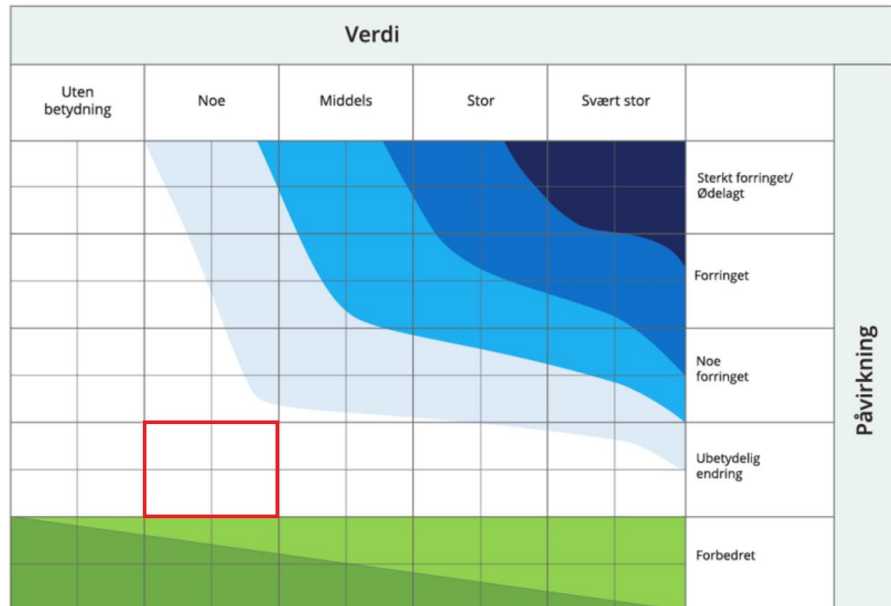 Verdi
Uten
betydning
Noe
Middels
Stor
Svært stor
Sterkt forringet/
Ødelagt
Forringet
Noe
forringet
Ubetydelig
endring
Forbedret
Påvirkning